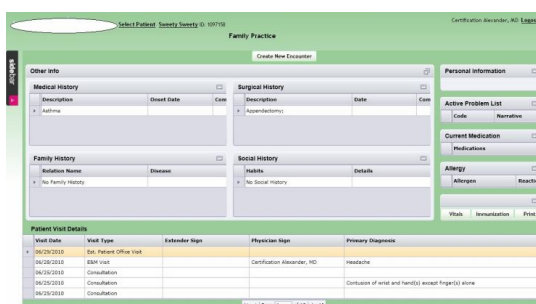 Select Patient Sweety Sweety ID: 1097158
Certification Alexander, MD Logout
Family Practice
Create New Encounter
sidebar
Other Info
Personal Information
Medical History
Surgical History
Description Onset Date Com
Description Date Com
Asthma
Appendectomy;
Active Problem List
Code Narrative
Current Medication
Medications
Family History
Social History
Relation Name Disease
Habits Details
No Family History
No Social History
Allergy
Allergen Reacti
Vitals Immunization Print
Patient Visit Details
Visit Date Visit Type Extender Sign Physician Sign Primary Diagnosis
06/29/2010 Est. Patient Office Visit
06/28/2010 E&M Visit Certification Alexander, MD Headache
06/25/2010 Consultation
06/25/2010 Consultation Contusion of wrist and hand(s) except finger(s) alone
06/25/2010 Consultation